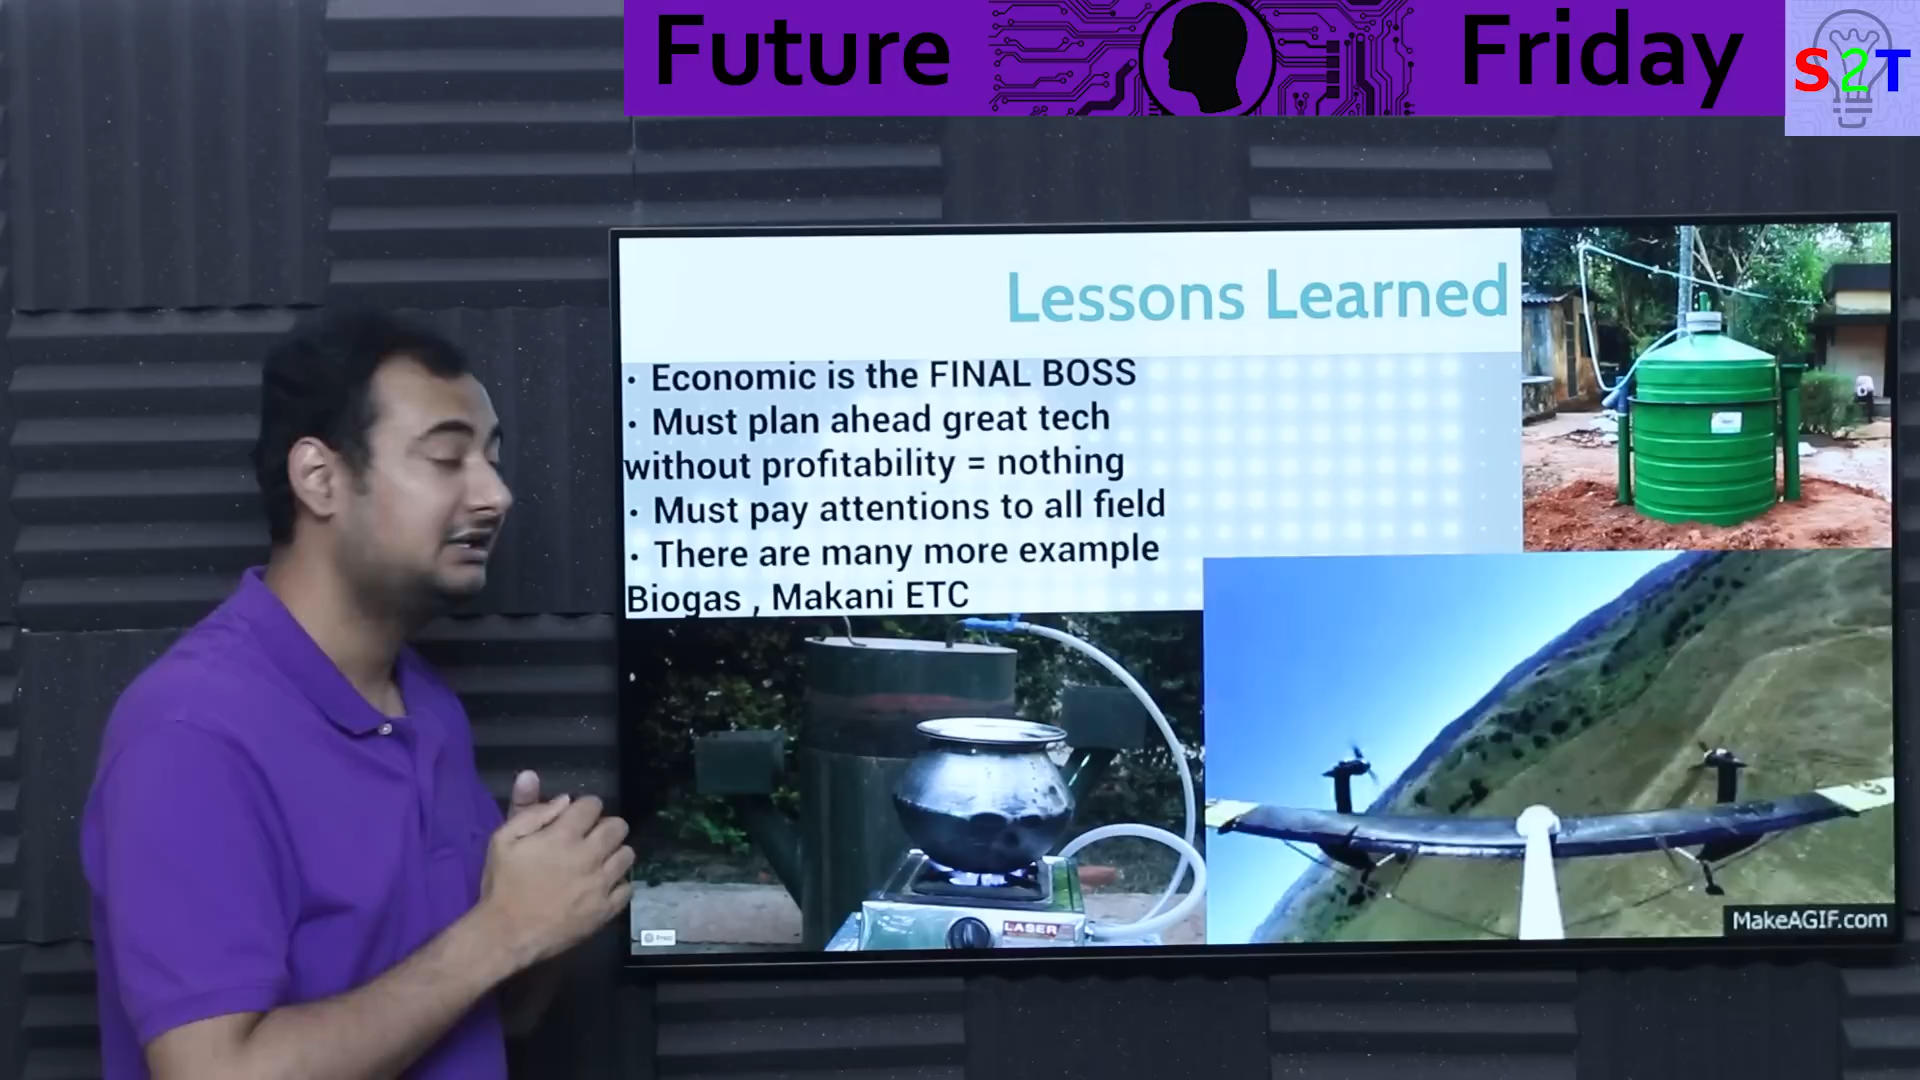 Future Friday
S2T
Lessons Learned
• Economic is the FINAL BOSS
• Must plan ahead great tech
without profitability = nothing
• Must pay attentions to all field
• There are many more example
Biogas , Makani ETC
LASER
MakeAGIF.com